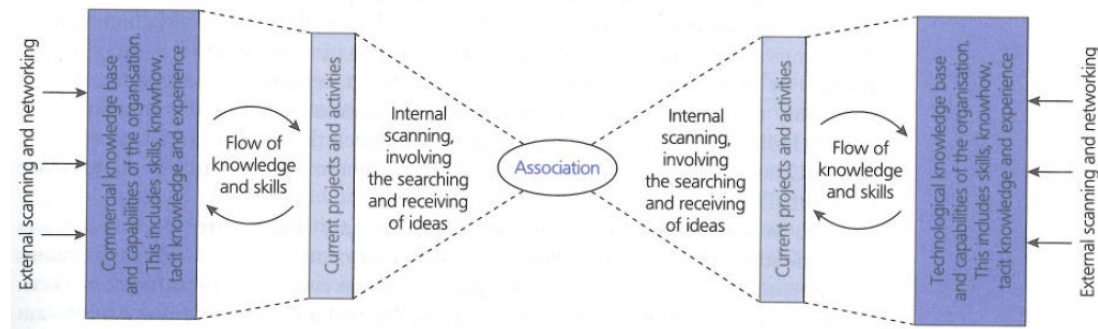 External scanning and networking
Commercial knowledge base
and capabilities of the organisation.
This includes skills, knowhow,
tacit knowledge and experience
Flow of
knowledge
and skills
Current projects and activities
Internal
scanning,
involving
the searching
and receiving
of ideas
Association
Internal
scanning,
involving
the searching
and receiving
of ideas
Current projects and activities
Flow of
knowledge
and skills
Technological knowledge base
and capabilities of the organisation.
This includes skills, knowhow,
tacit knowledge and experience
External scanning and networking